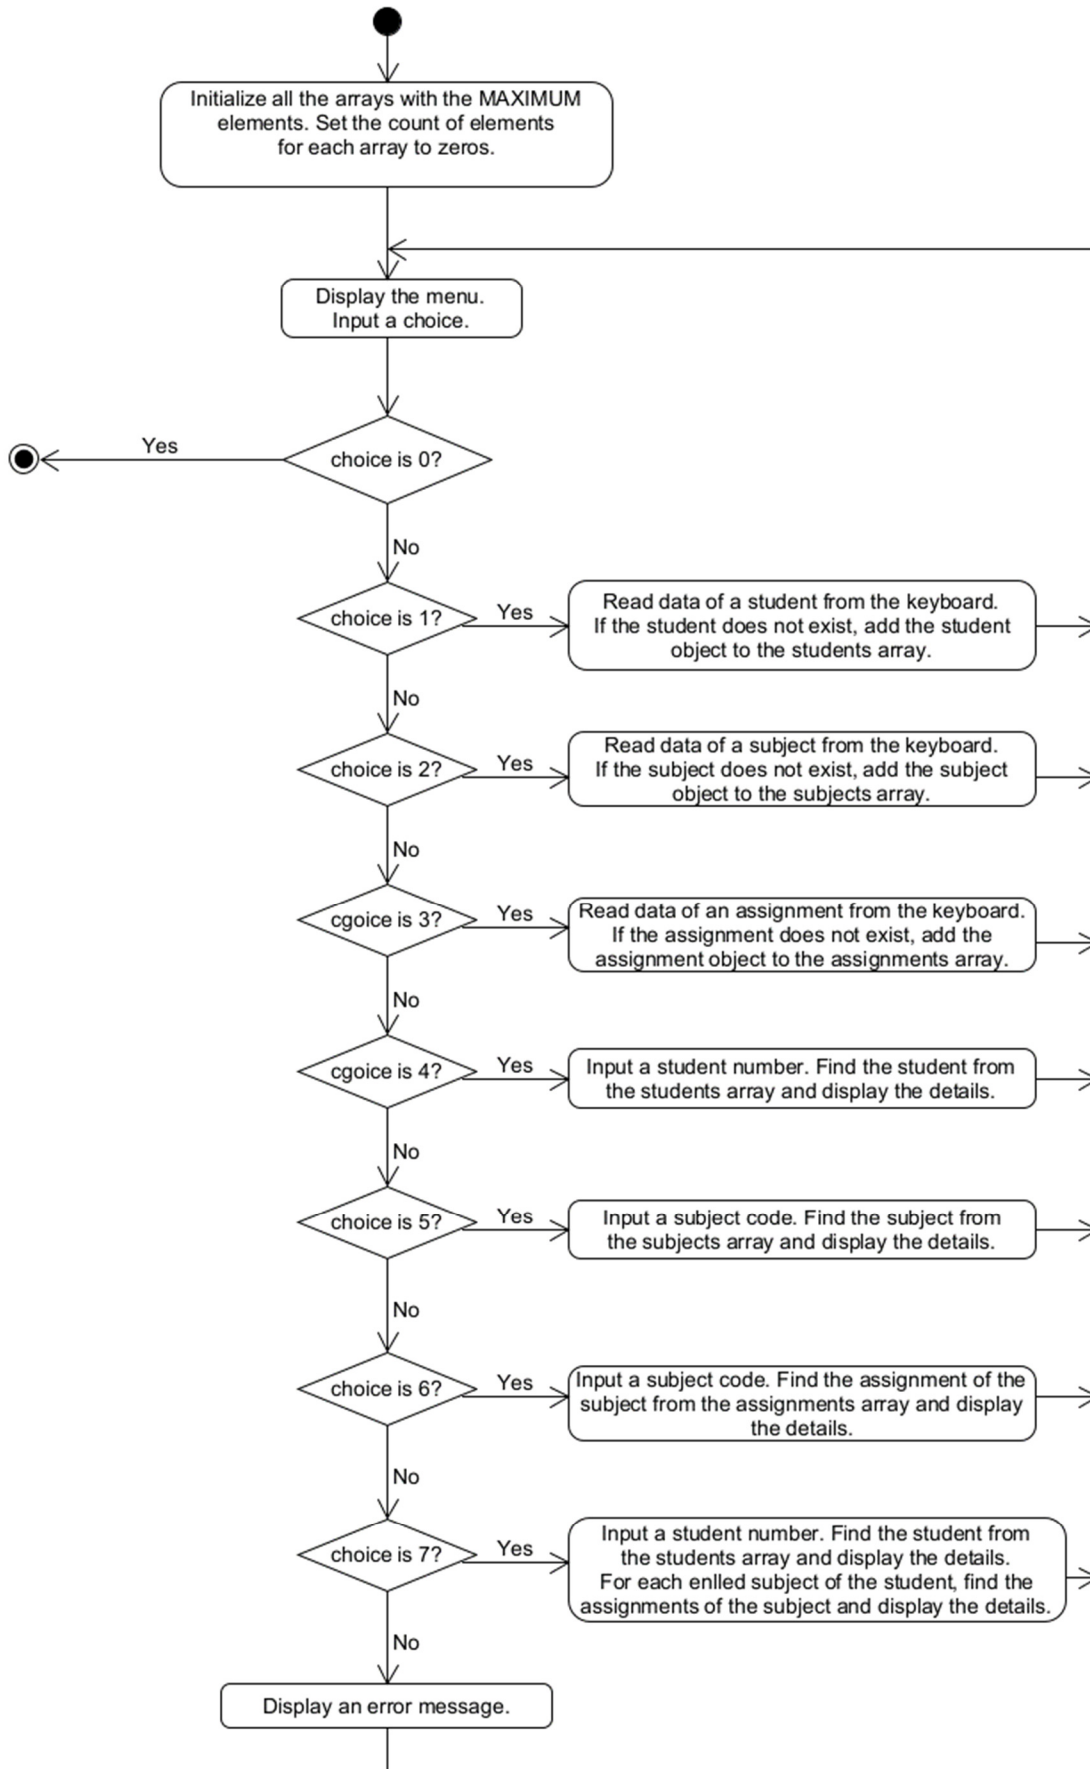 Initialize all the arrays with the MAXIMUM
elements. Set the count of elements
for each array to zeros.
Display the menu.
Input a choice.
Yes
choice is 0?
No
choice is 1?
Yes
Read data of a student from the keyboard.
If the student does not exist, add the student
object to the students array.
No
choice is 2?
Yes
Read data of a subject from the keyboard.
If the subject does not exist, add the subject
object to the subjects array.
No
cgoice is 3?
Yes
Read data of an assignment from the keyboard.
If the assignment does not exist, add the
assignment object to the assignments array.
No
cgoice is 4?
Yes
Input a student number. Find the student from
the students array and display the details.
No
choice is 5?
Yes
Input a subject code. Find the subject from
the subjects array and display the details.
No
choice is 6?
Yes
Input a subject code. Find the assignment of the
subject from the assignments array and display
the details.
No
choice is 7?
Yes
Input a student number. Find the student from
the students array and display the details.
For each enlled subject of the student, find the
assignments of the subject and display the details.
No
Display an error message.